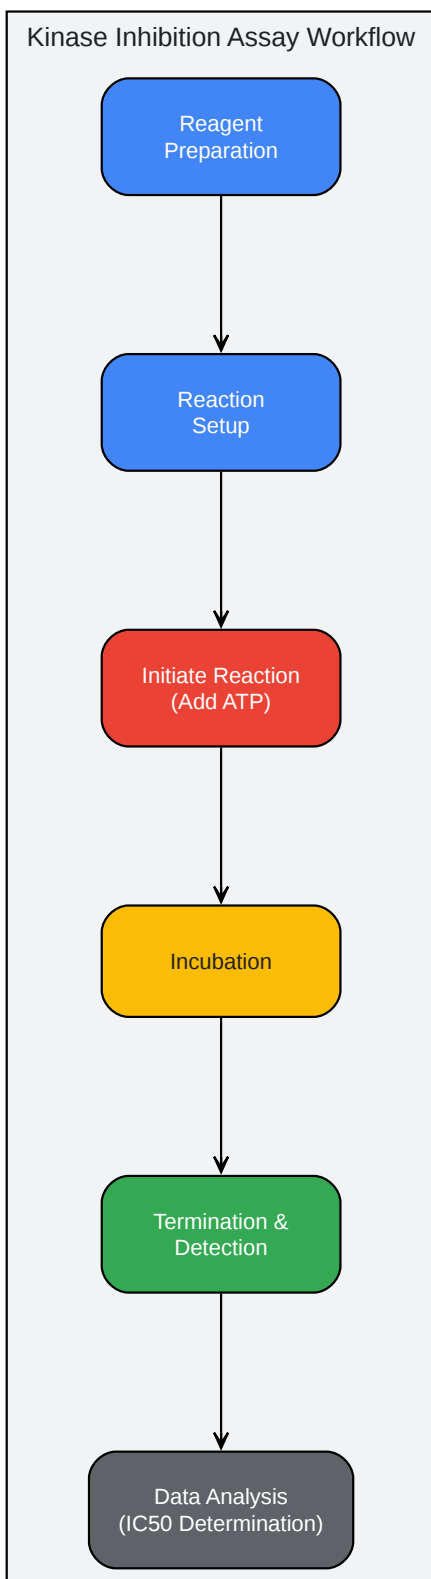 Kinase Inhibition Assay Workflow
Reagent
Preparation
Reaction
Setup
Initiate Reaction
(Add ATP)
Incubation
Termination &
Detection
Data Analysis
(IC50 Determination)